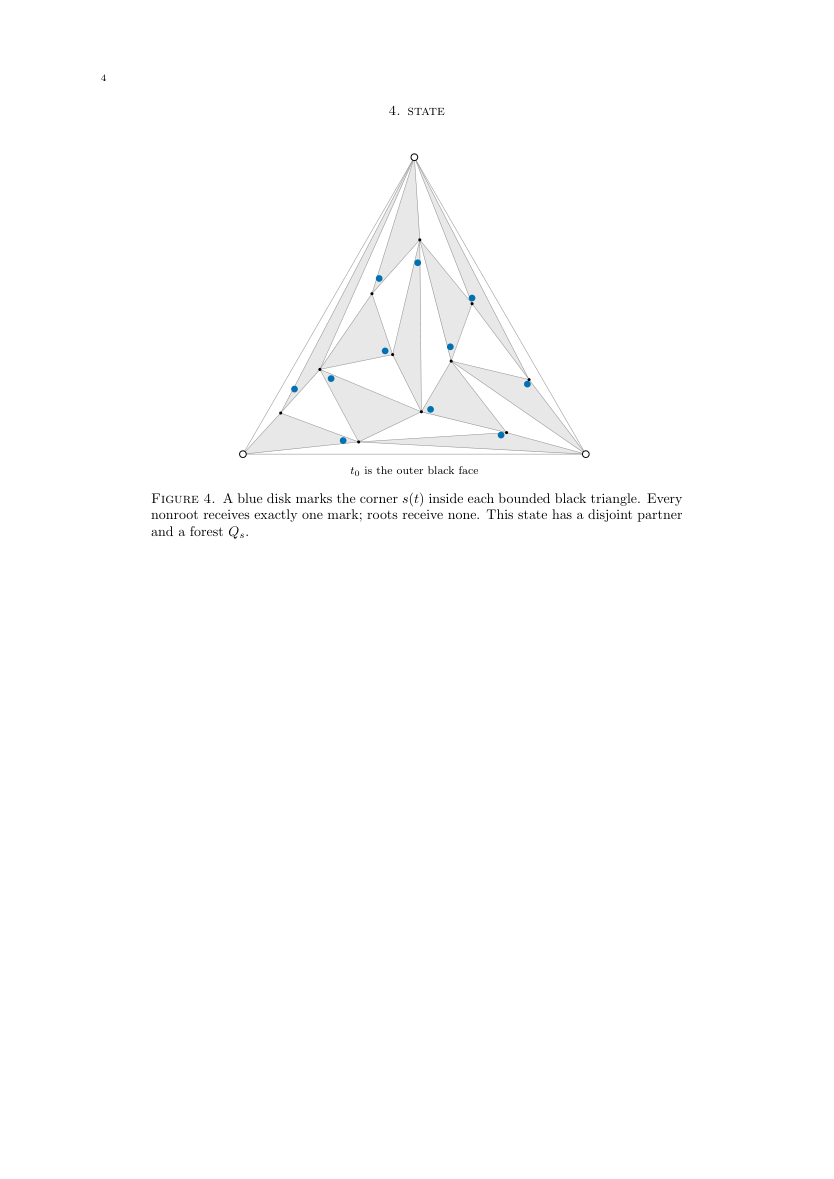 4
4. STATE
t₀ is the outer black face
FIGURE 4. A blue disk marks the corner s(t) inside each bounded black triangle. Every
nonroot receives exactly one mark; roots receive none. This state has a disjoint partner
and a forest Qₛ.